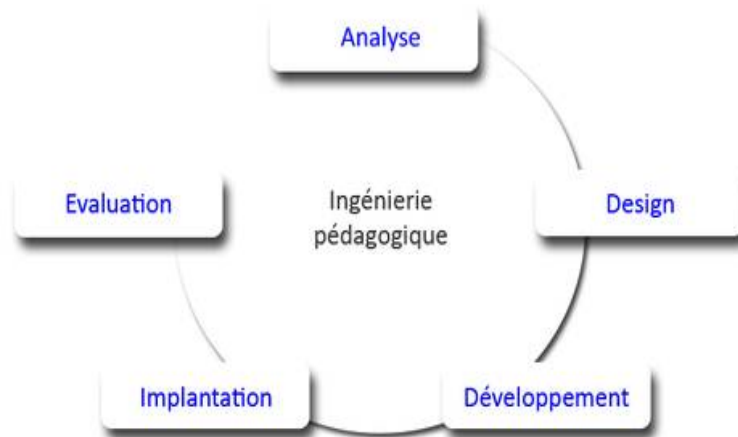 Analyse
Evaluation
Ingénierie
pédagogique
Design
Implantation
Développement